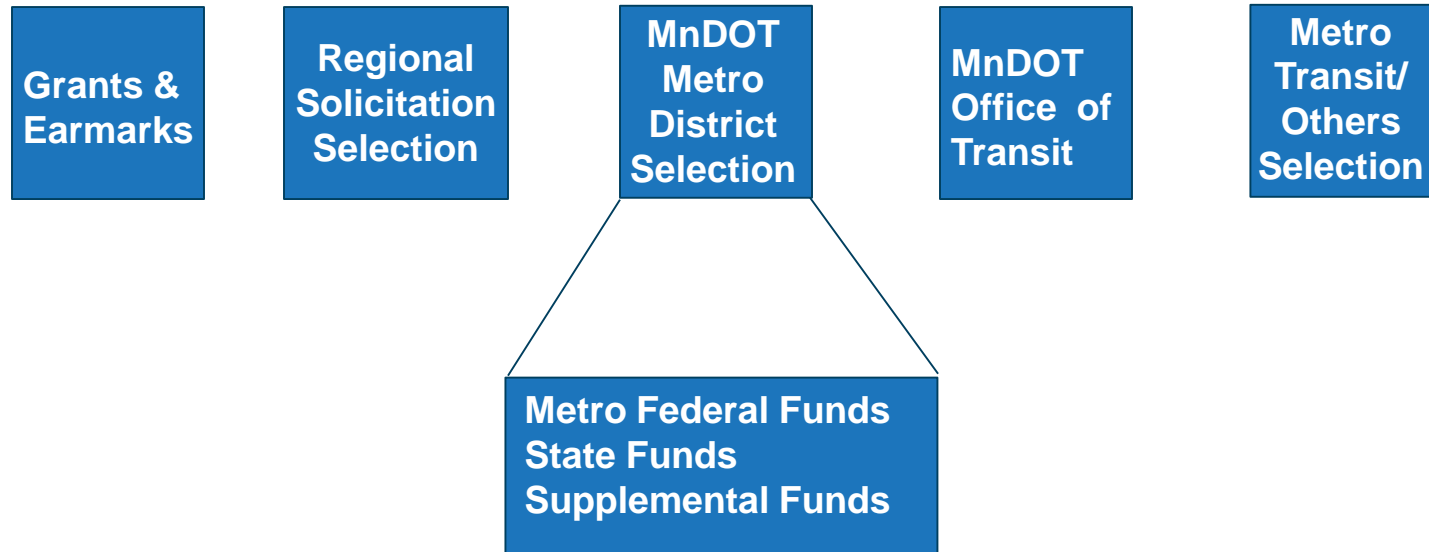 Grants &
Earmarks
Regional
Solicitation
Selection
MnDOT
Metro
District
Selection
MnDOT
Office of
Transit
Metro
Transit/
Others
Selection
Metro Federal Funds
State Funds
Supplemental Funds